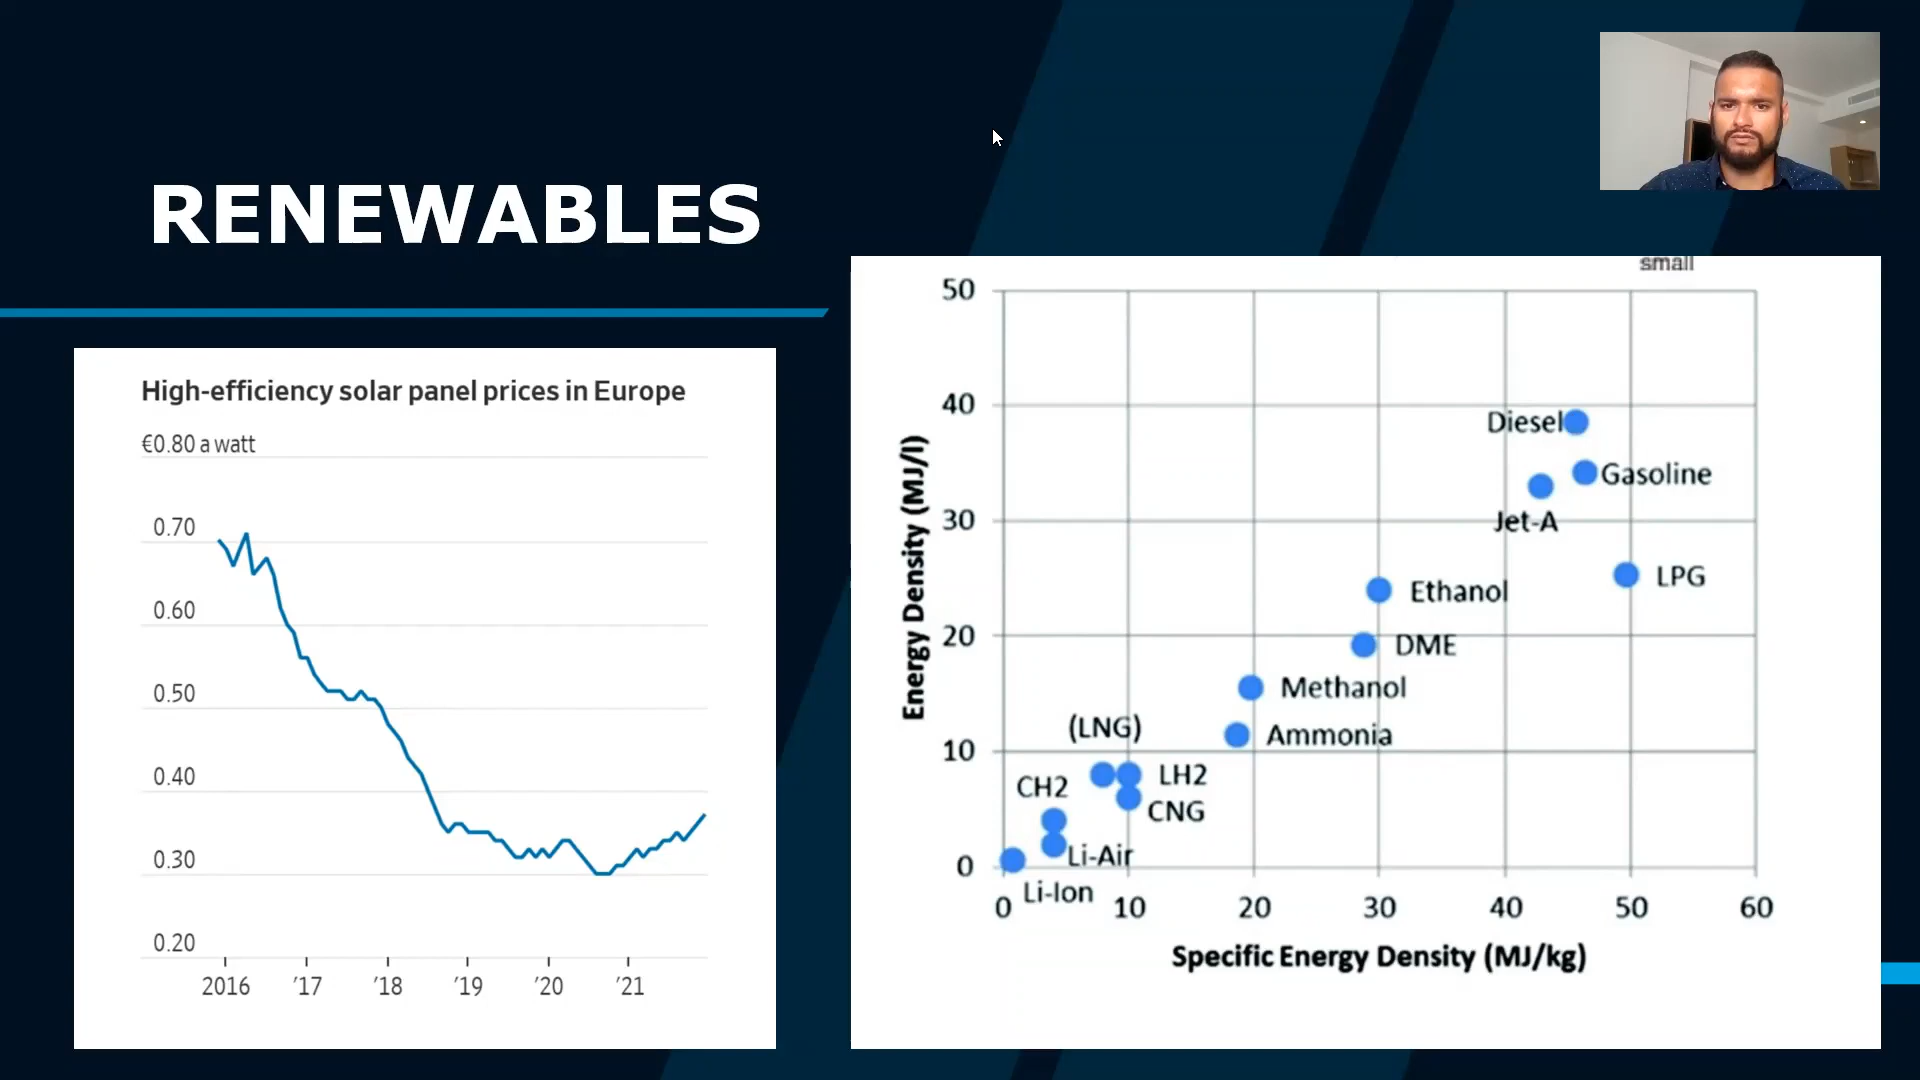 RENEWABLES
High-efficiency solar panel prices in Europe
€0.80 a watt
0.70
0.60
0.50
0.40
0.30
0.20
2016 ’17 ’18 ’19 ’20 ’21
small
Energy Density (MJ/l)
50
40
30
20
10
0
Diesel
Gasoline
Jet-A
LPG
Ethanol
DME
Methanol
Ammonia
(LNG)
LH2
CH2
CNG
Li-Air
Li-Ion
0 10 20 30 40 50 60
Specific Energy Density (MJ/kg)